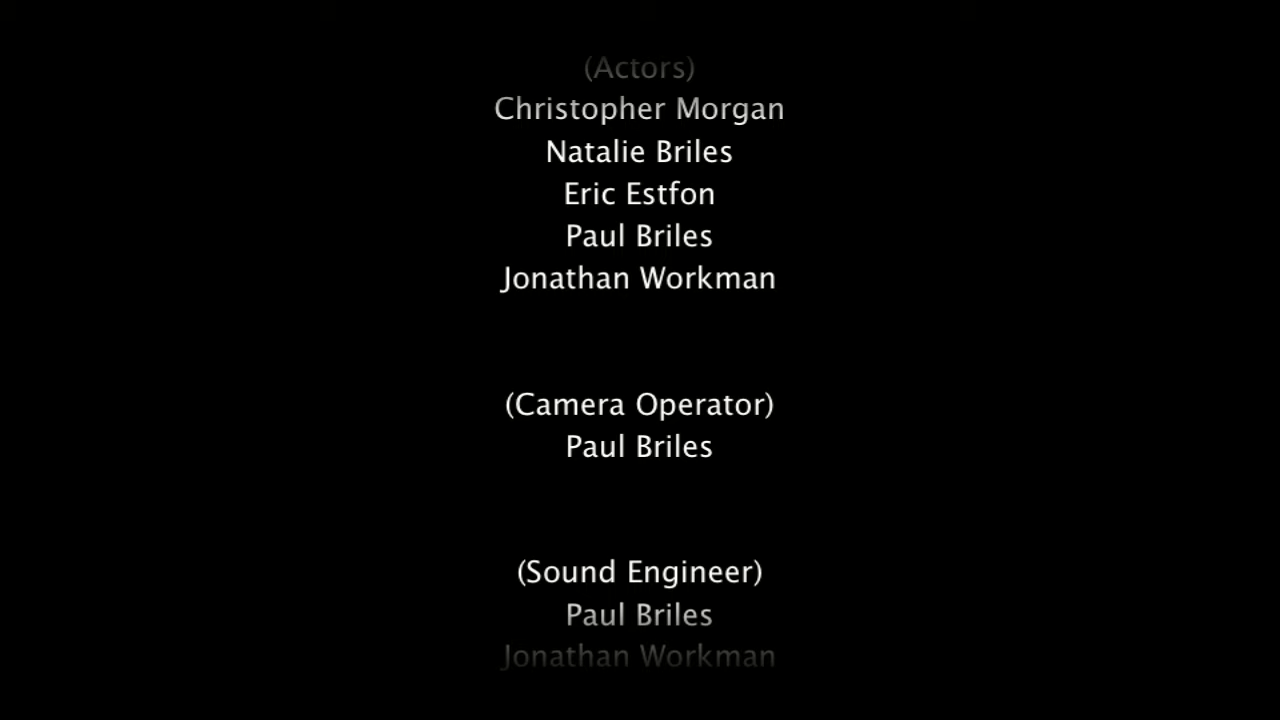 (Actors)
Christopher Morgan
Natalie Briles
Eric Estfon
Paul Briles
Jonathan Workman
(Camera Operator)
Paul Briles
(Sound Engineer)
Paul Briles
Jonathan Workman